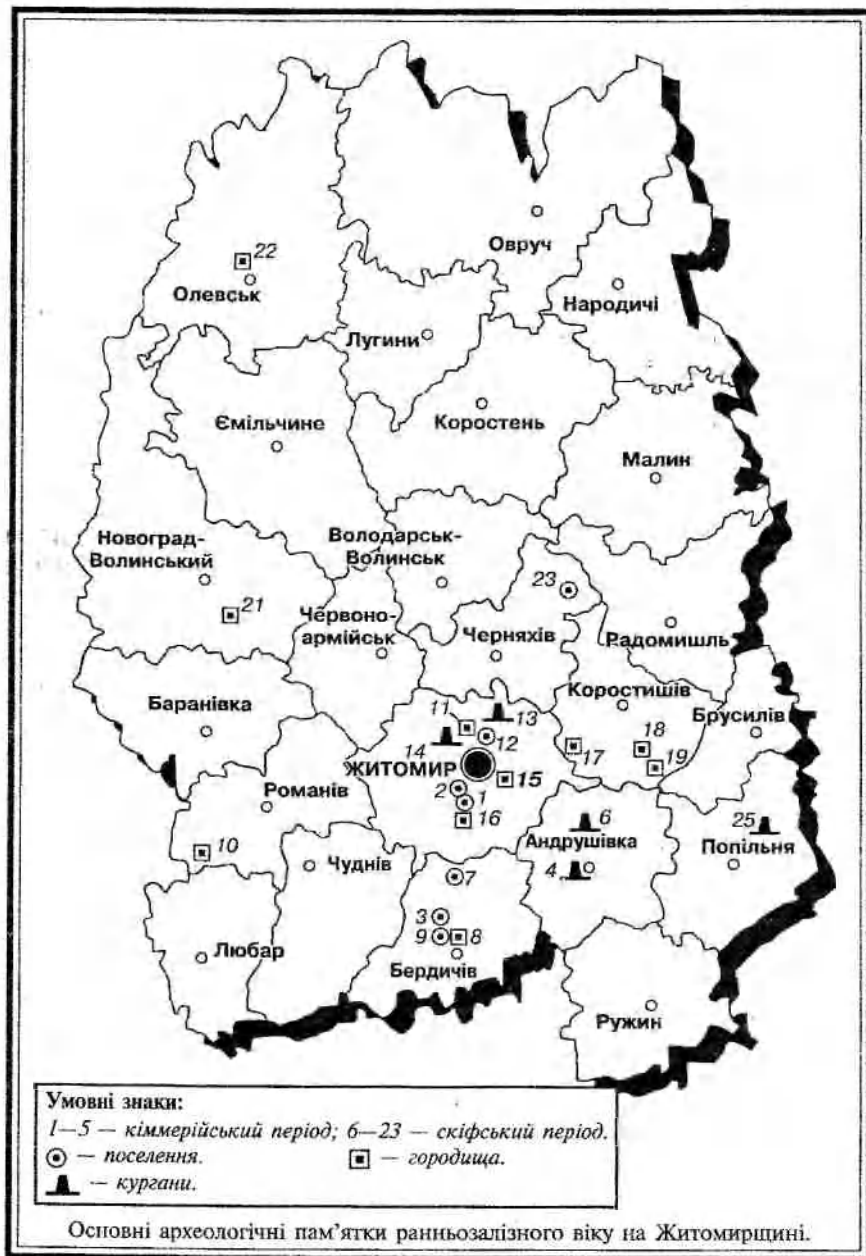 22
Олевськ
Овруч
Народичі
Лугини
Ємільчине
Коростень
Малин
Новоград-
Волинський
21
Володарськ-
Волинськ
23
Червоно-
армійськ
Черняхів
Радомишль
Баранівка
Коростишів
Брусилів
11
13
12
14
ЖИТОМИР
15
17
18
19
2
1
16
Романів
10
Чуднів
6
Андрушівка
4
25
Попільня
7
3
9
8
Бердичів
Любар
Ружин
Умовні знаки:
1—5 — кіммерійський період; 6—23 — скіфський період.
— поселення.
— городища.
— кургани.
Основні археологічні пам'ятки ранньозалізного віку на Житомирщині.